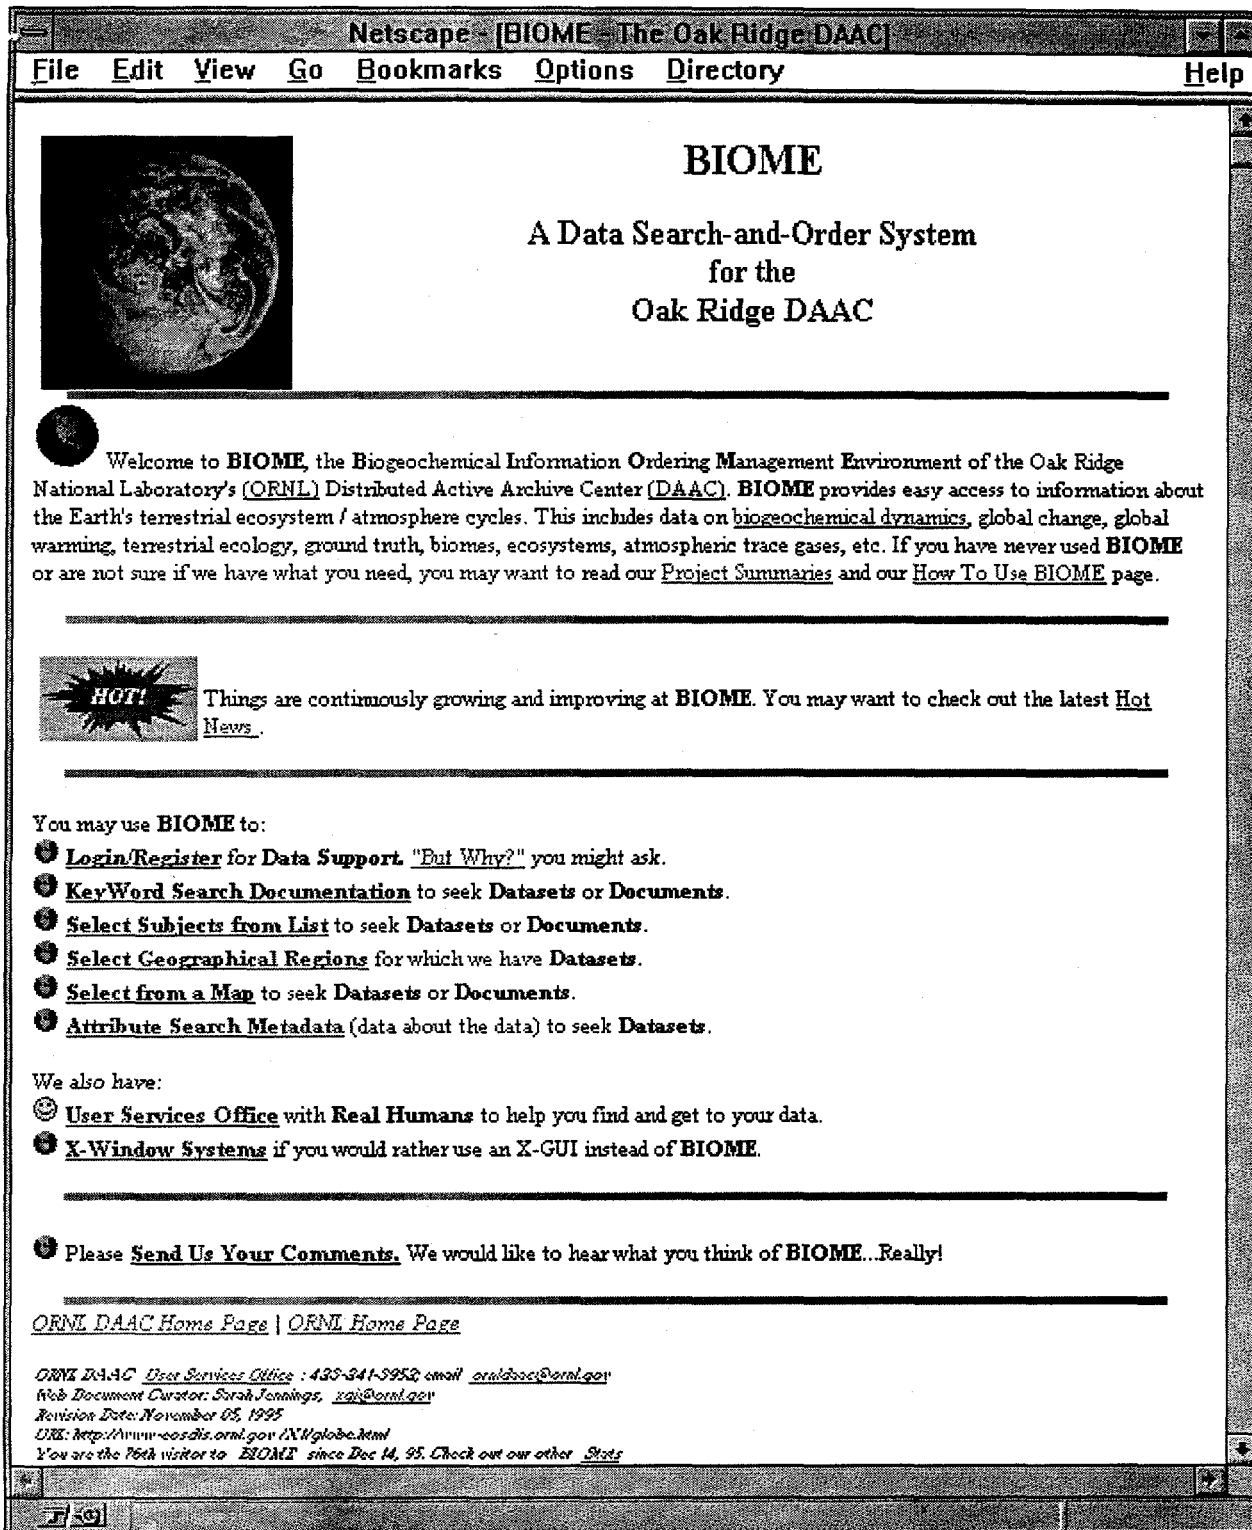 Netscape - [BIOME - The Oak Ridge DAAC]
File Edit View Go Bookmarks Options Directory Help
BIOME
A Data Search-and-Order System
for the
Oak Ridge DAAC
Welcome to BIOME, the Biogeochemical Information Ordering Management Environment of the Oak Ridge
National Laboratory's (ORNL) Distributed Active Archive Center (DAAC). BIOME provides easy access to information about
the Earth's terrestrial ecosystem / atmosphere cycles. This includes data on biogeochemical dynamics, global change, global
warming, terrestrial ecology, ground truth, biomes, ecosystems, atmospheric trace gases, etc. If you have never used BIOME
or are not sure if we have what you need, you may want to read our Project Summaries and our How To Use BIOME page.
HOT!
Things are continuously growing and improving at BIOME. You may want to check out the latest Hot
News .
You may use BIOME to:
Login/Register for Data Support. "But Why?" you might ask.
KeyWord Search Documentation to seek Datasets or Documents.
Select Subjects from List to seek Datasets or Documents.
Select Geographical Regions for which we have Datasets.
Select from a Map to seek Datasets or Documents.
Attribute Search Metadata (data about the data) to seek Datasets.
We also have:
User Services Office with Real Humans to help you find and get to your data.
X-Window Systems if you would rather use an X-GUI instead of BIOME.
Please Send Us Your Comments. We would like to hear what you think of BIOME...Really!
ORNL DAAC Home Page | ORNL Home Page
ORNL DAAC User Services Office : email ornldaac@ornl.gov
Web Document Curator: Sarah Jennings,
Revision Date: November 05, 1995
URL: http://www-eosdis.ornl.gov
You are the 76th visitor to BIOME since Dec 14, 95. Check out our other Stats